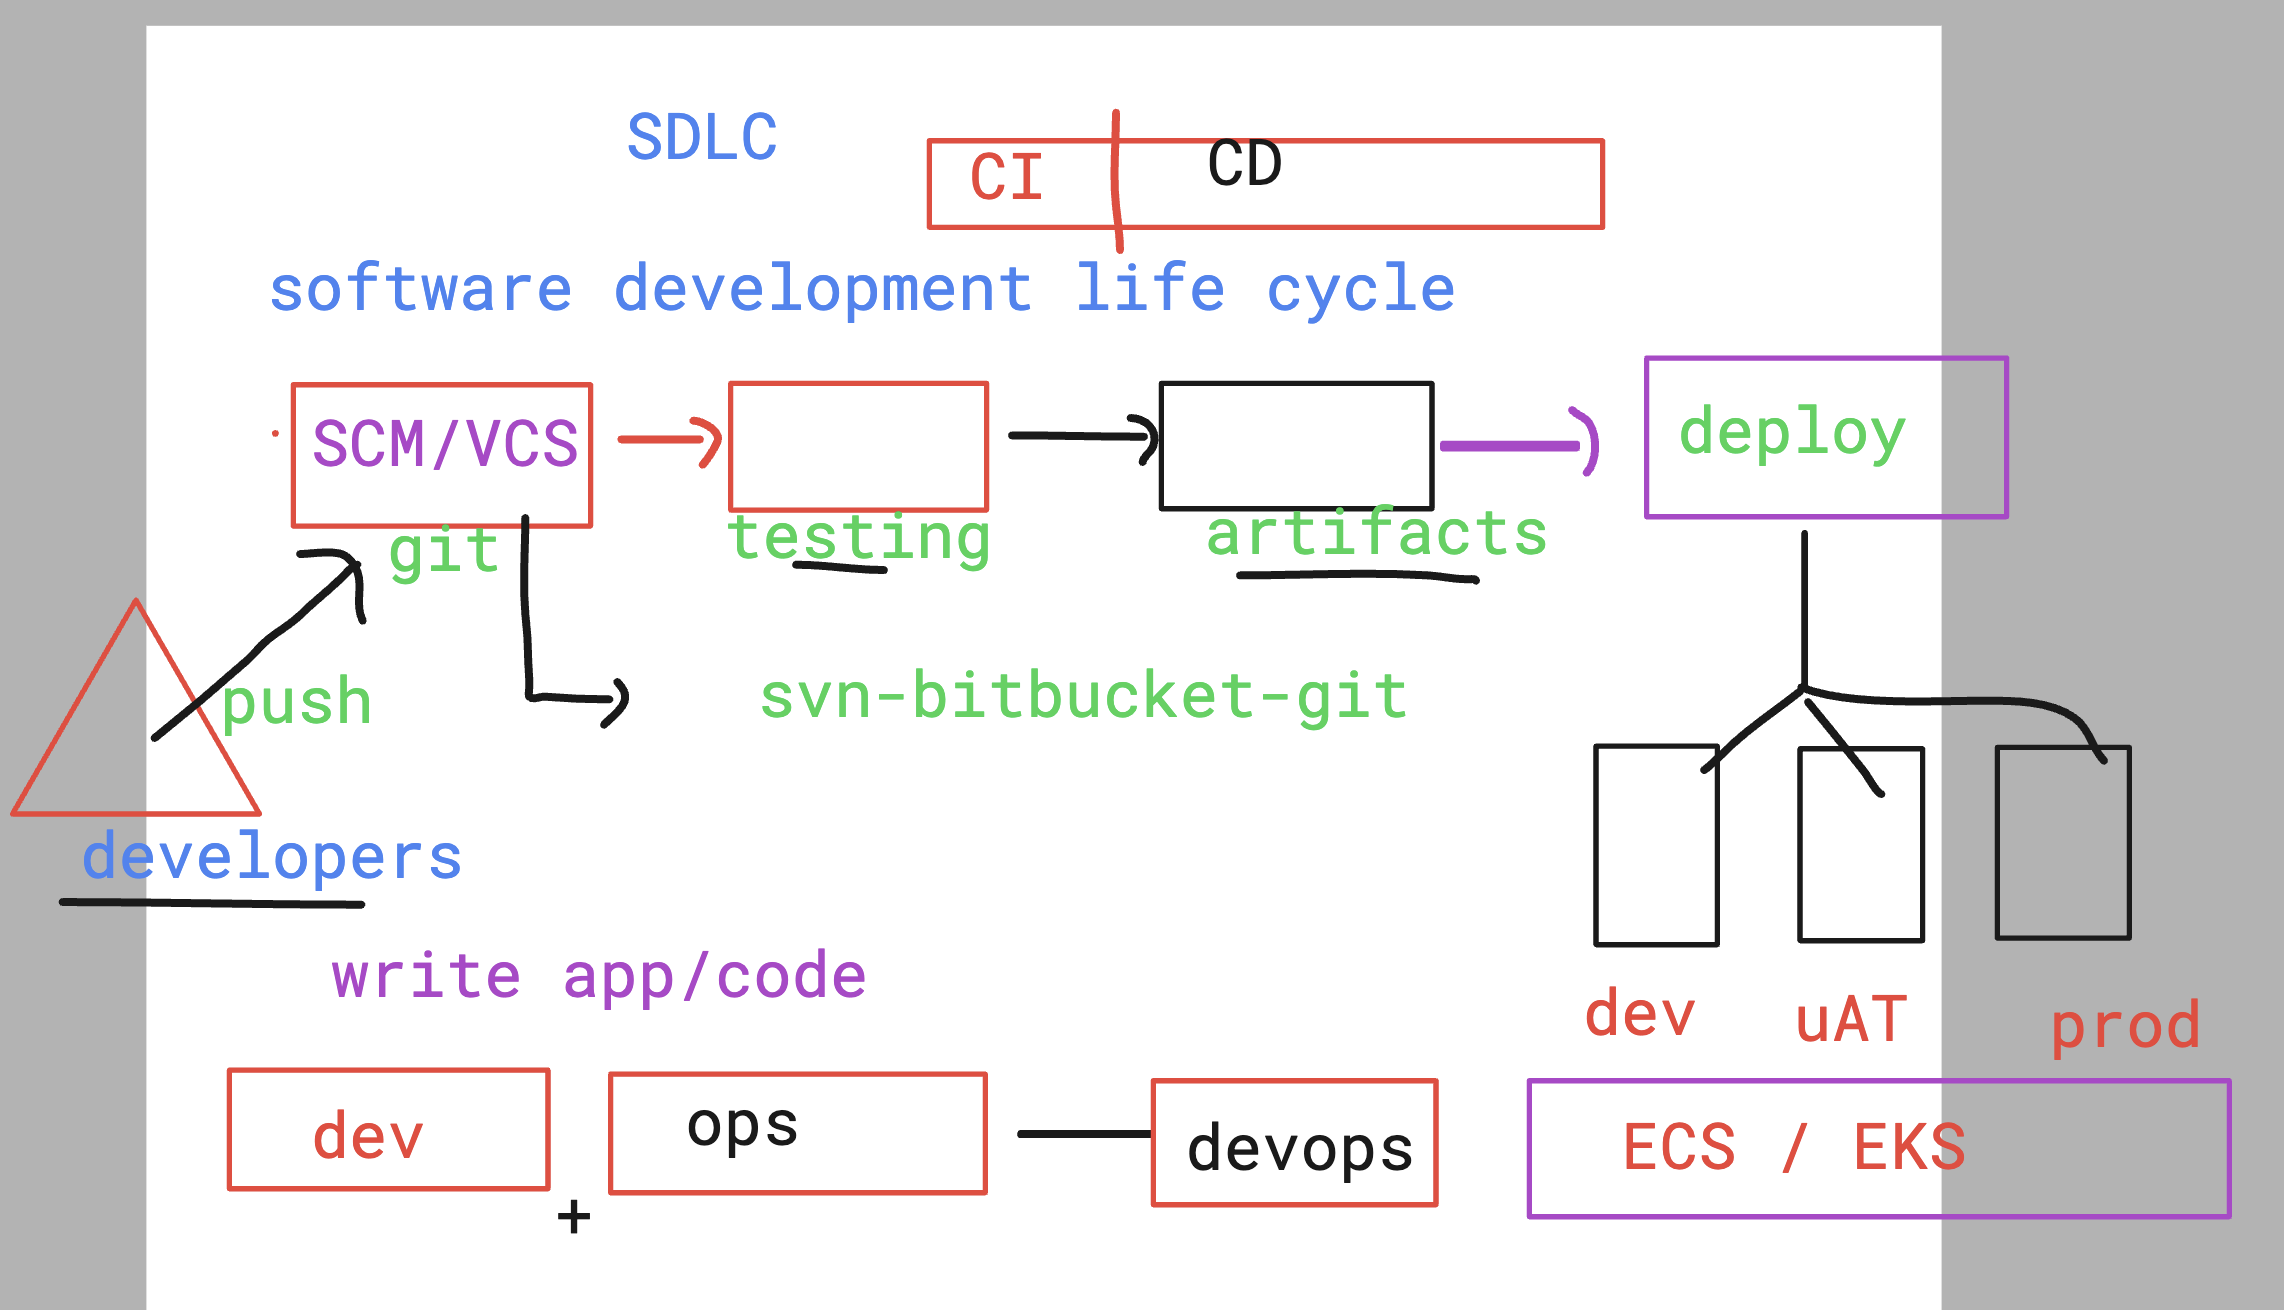 SDLC
CI
CD
software development life cycle
SCM/VCS
deploy
git
testing
artifacts
push
svn-bitbucket-git
developers
write app/code
dev
uAT
prod
dev
+
ops
devops
ECS / EKS